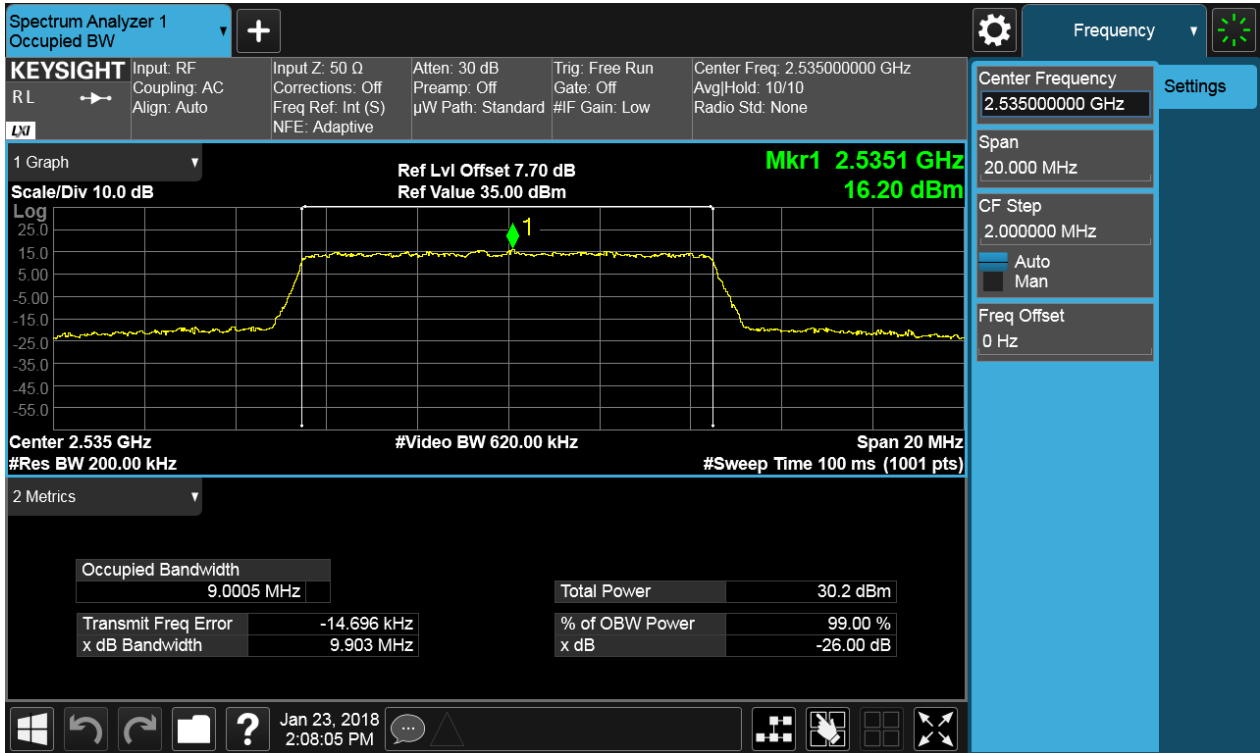 Spectrum Analyzer 1
Occupied BW
+
Frequency
KEYSIGHT
RL
LXI
Input: RF
Coupling: AC
Align: Auto
Input Z: 50 Ω
Corrections: Off
Freq Ref: Int (S)
NFE: Adaptive
Atten: 30 dB
Preamp: Off
µW Path: Standard
Trig: Free Run
Gate: Off
#IF Gain: Low
Center Freq: 2.535000000 GHz
Avg|Hold: 10/10
Radio Std: None
Center Frequency
2.535000000 GHz
Settings
Span
20.000 MHz
CF Step
2.000000 MHz
Auto
Man
Freq Offset
0 Hz
1 Graph
Scale/Div 10.0 dB
Ref Lvl Offset 7.70 dB
Ref Value 35.00 dBm
Mkr1 2.5351 GHz
16.20 dBm
Log
25.0
15.0
5.00
-5.00
-15.0
-25.0
-35.0
-45.0
-55.0
1
Center 2.535 GHz
#Video BW 620.00 kHz
Span 20 MHz
#Res BW 200.00 kHz
#Sweep Time 100 ms (1001 pts)
2 Metrics
Occupied Bandwidth
9.0005 MHz
Total Power 30.2 dBm
Transmit Freq Error -14.696 kHz
% of OBW Power 99.00 %
x dB Bandwidth 9.903 MHz
x dB -26.00 dB
?
Jan 23, 2018
2:08:05 PM